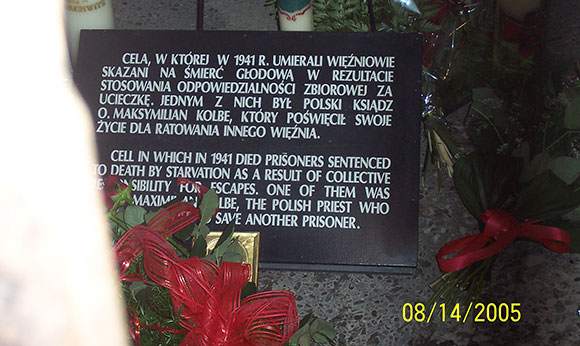 CELA, W KTÓREJ W 1941 R. UMIERALI WIĘŹNIOWIE
SKAZANI NA ŚMIERĆ GŁODOWĄ W REZULTACIE
STOSOWANIA ODPOWIEDZIALNOŚCI ZBIOROWEJ ZA
UCIECZKĘ. JEDNYM Z NICH BYŁ POLSKI KSIĄDZ
O. MAKSYMILIAN KOLBE, KTÓRY POŚWIĘCIŁ SWOJE
ŻYCIE DLA RATOWANIA INNEGO WIĘŹNIA.
CELL IN WHICH IN 1941 DIED PRISONERS SENTENCED
TO DEATH BY STARVATION AS A RESULT OF COLLECTIVE
FOR ESCAPES. ONE OF THEM WAS
THE POLISH PRIEST WHO
SAVE ANOTHER PRISONER.
08/14/2005